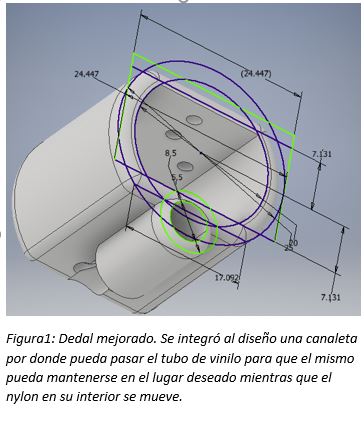 (24.447)
24.447
7.131
8,5
5,5
20
25
17.092
7.131
Figura1: Dedal mejorado. Se integró al diseño una canaleta
por donde pueda pasar el tubo de vinilo para que el mismo
pueda mantenerse en el lugar deseado mientras que el
nylon en su interior se mueve.